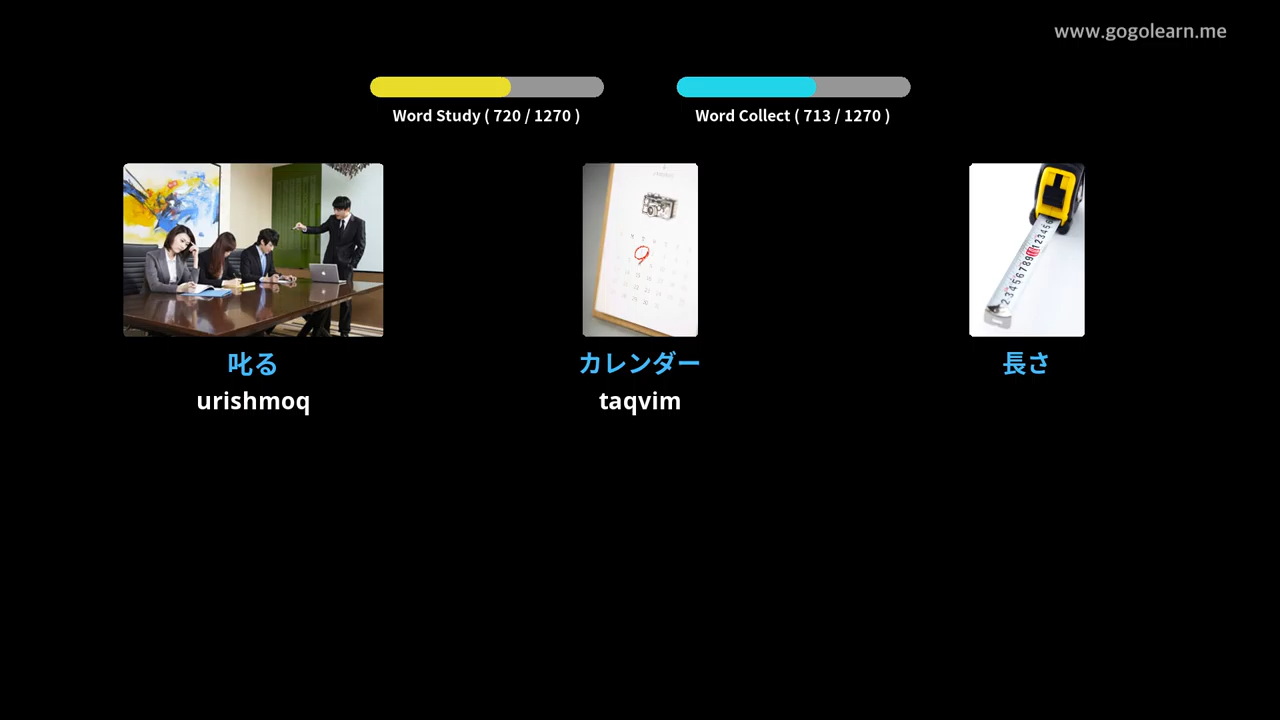 www.gogolearn.me
Word Study ( 720 / 1270 )
Word Collect ( 713 / 1270 )
叱る
カレンダー
長さ
urishmoq
taqvim